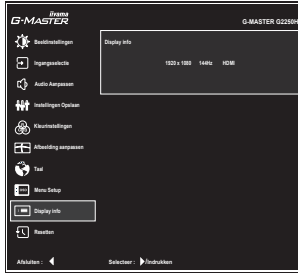 iiyama
G-MASTER
G-MASTER G2250H
Beeldinstellingen
Display info
Ingangsselectie
1920 x 1080 144Hz HDMI
Audio Aanpassen
Instellingen Opslaan
Kleurinstellingen
Afbeelding aanpassen
Taal
Menu Setup
Display info
Resetten
Afsluiten :
Selecteer : /Indrukken